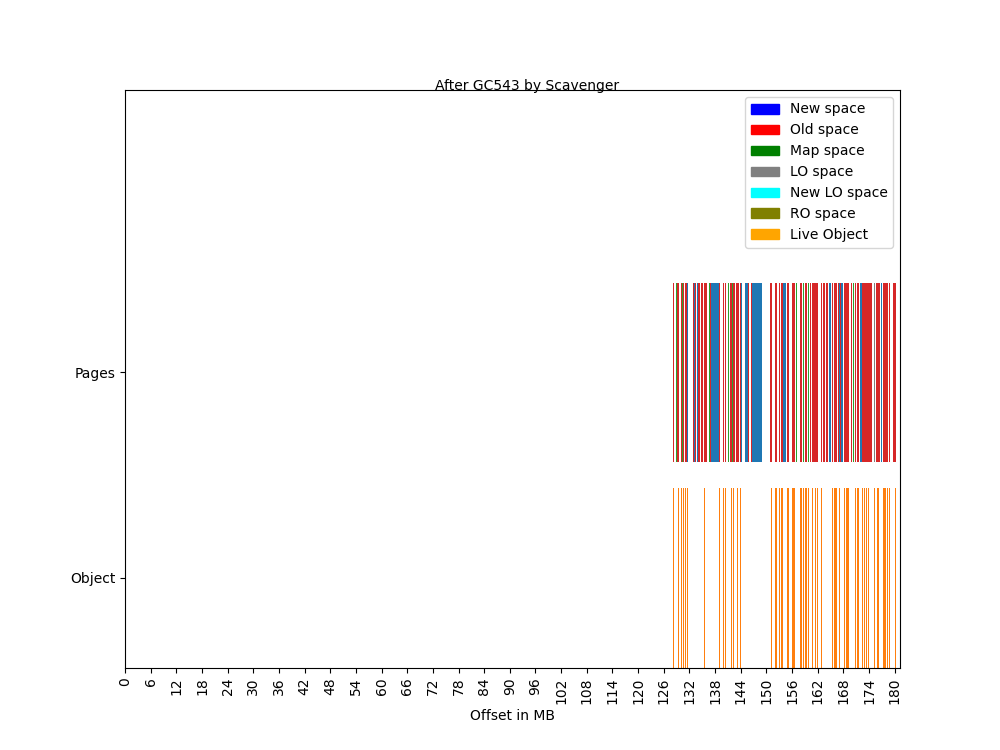 After GC543 by Scavenger
New space
Old space
Map space
LO space
New LO space
RO space
Live Object
Pages
Object
0 6 12 18 24 30 36 42 48 54 60 66 72 78 84 90 96 102 108 114 120 126 132 138 144 150 156 162 168 174 180
Offset in MB